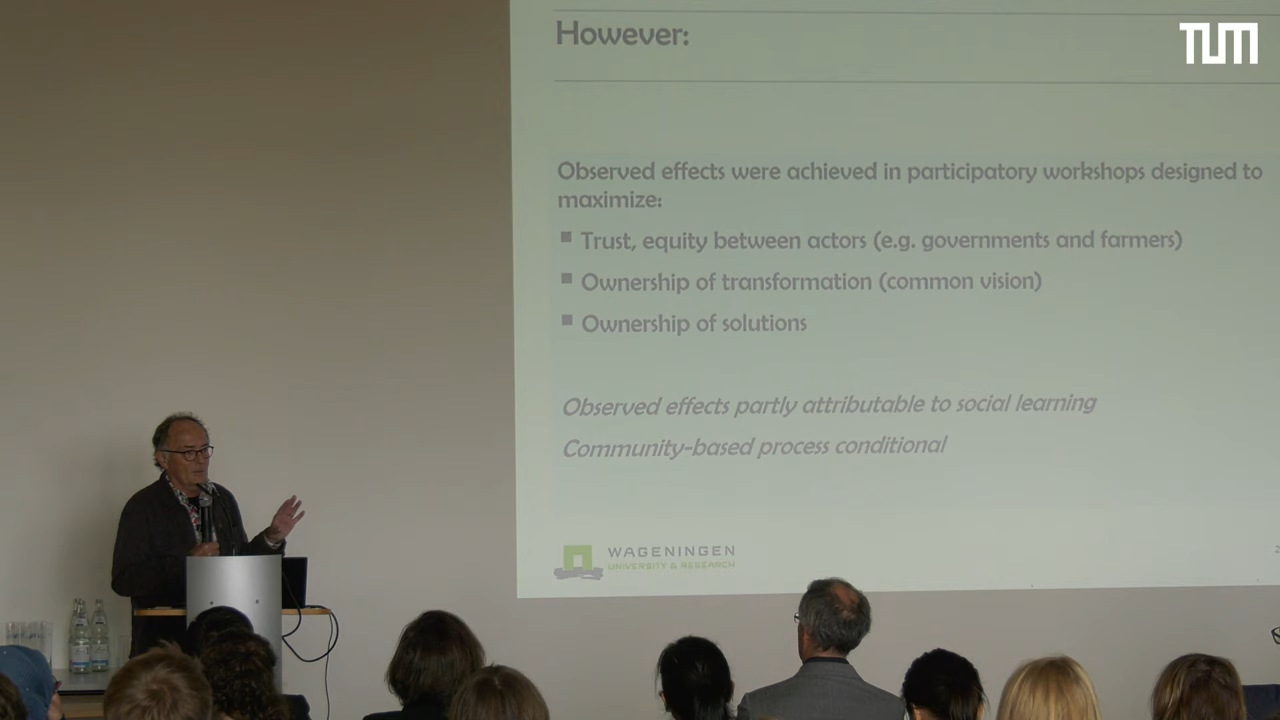 However:
TUM
Observed effects were achieved in participatory workshops designed to
maximize:
Trust, equity between actors (e.g. governments and farmers)
Ownership of transformation (common vision)
Ownership of solutions
Observed effects partly attributable to social learning
Community-based process conditional
WAGENINGEN
UNIVERSITY & RESEARCH